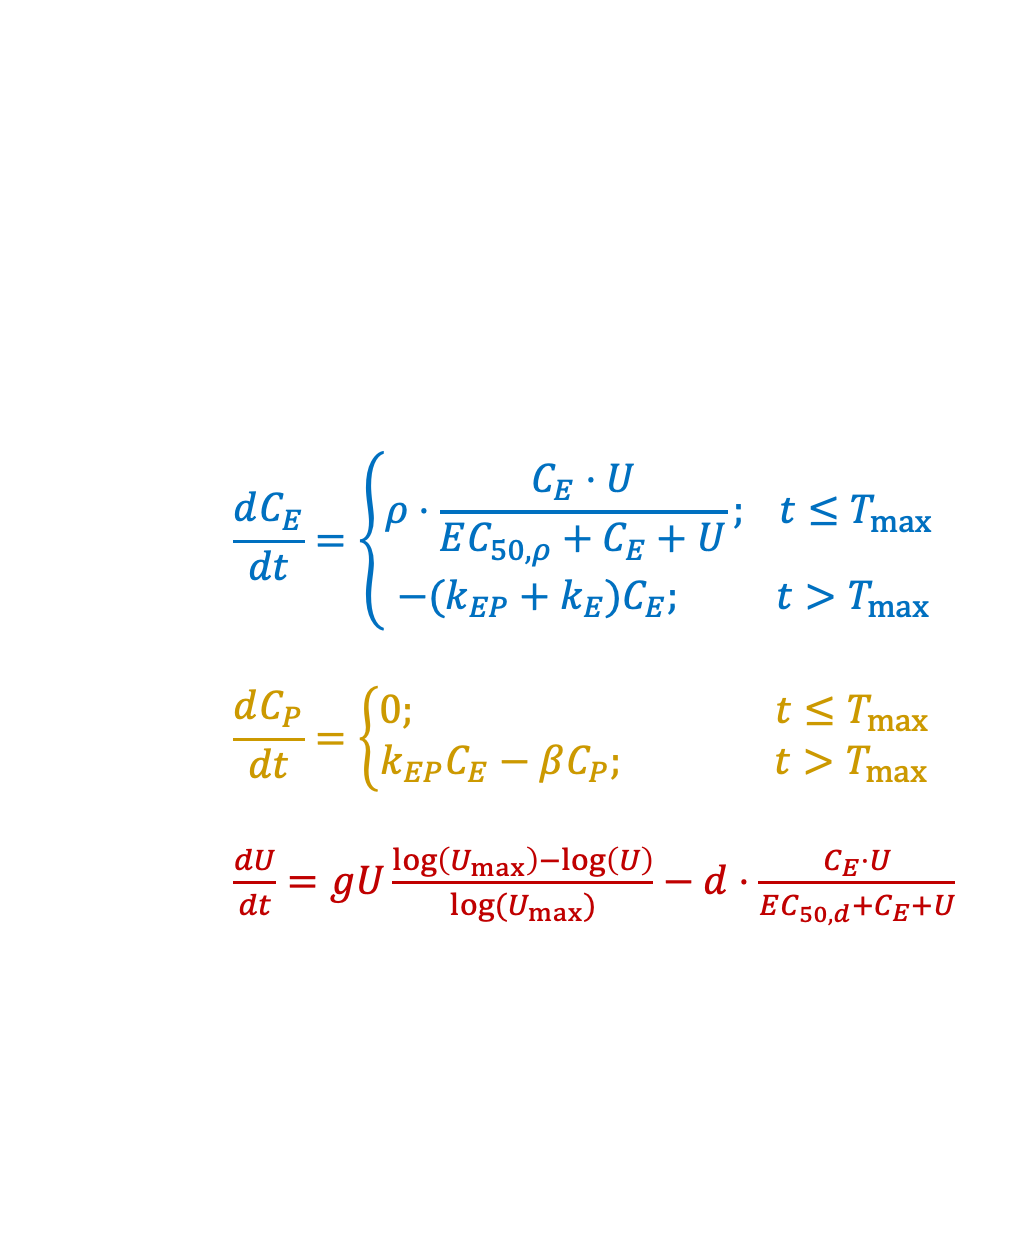 dC_E/dt = { ρ · (C_E · U)/(EC_{50,ρ} + C_E + U); t ≤ T_max
−(k_{EP} + k_E)C_E; t > T_max
dC_P/dt = { 0; t ≤ T_max
k_{EP}C_E − βC_P; t > T_max
dU/dt = gU (log(U_max)−log(U))/(log(U_max)) − d · (C_E·U)/(EC_{50,d}+C_E+U)